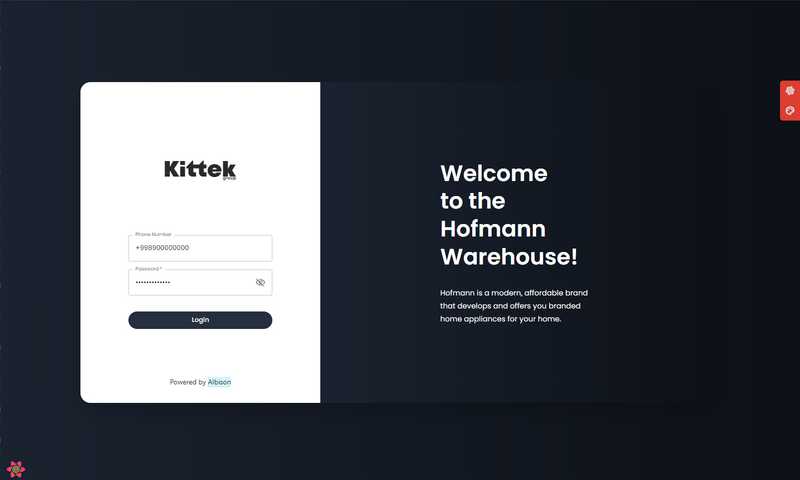 Kittek
group
Phone Number
+998900000000
Password *
•••••••••••••
Login
Powered by Albison
Welcome
to the
Hofmann
Warehouse!
Hofmann is a modern, affordable brand
that develops and offers you branded
home appliances for your home.